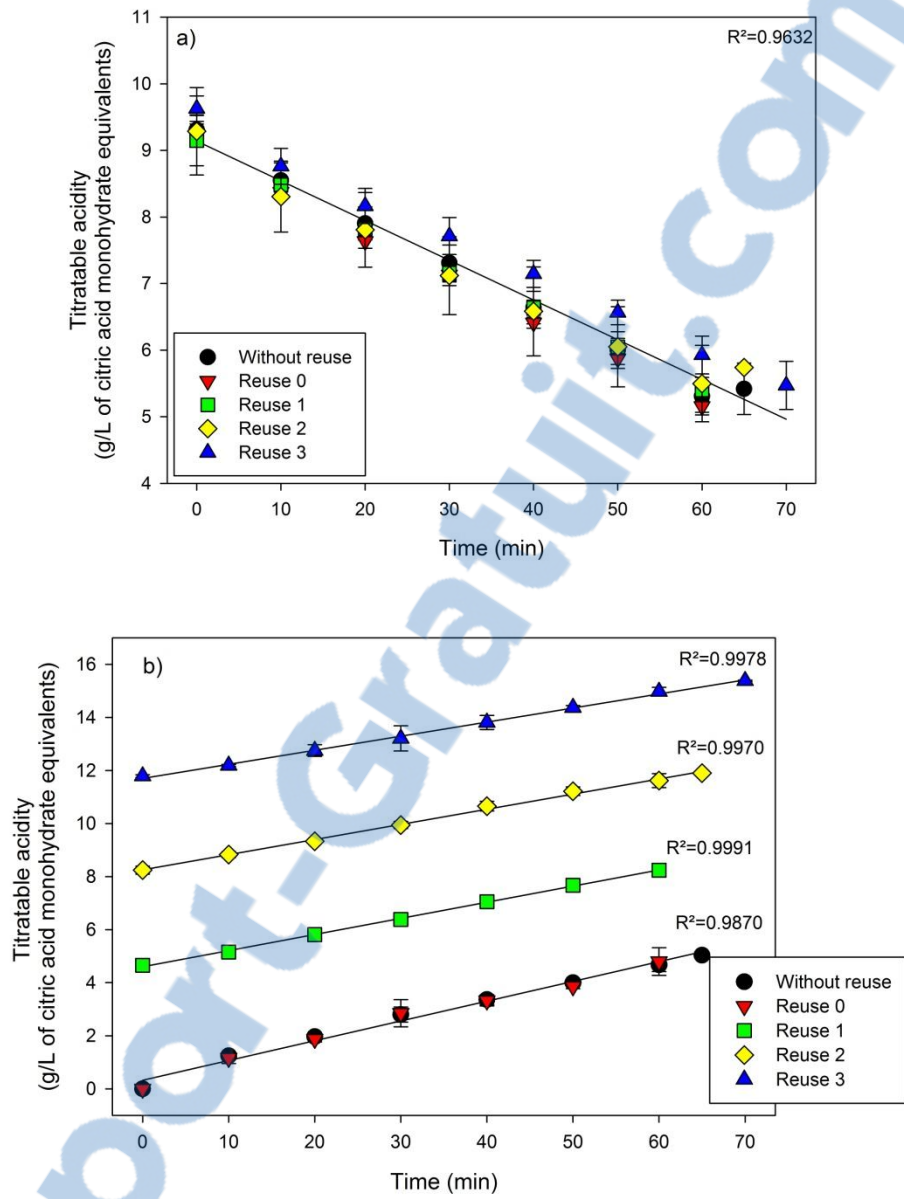 a)
R²=0.9632
11
10
9
8
7
6
5
4
Titratable acidity
(g/L of citric acid monohydrate equivalents)
Without reuse
Reuse 0
Reuse 1
Reuse 2
Reuse 3
0 10 20 30 40 50 60 70
Time (min)
b)
R²=0.9978
R²=0.9970
R²=0.9991
R²=0.9870
16
14
12
10
8
6
4
2
0
Titratable acidity
(g/L of citric acid monohydrate equivalents)
Without reuse
Reuse 0
Reuse 1
Reuse 2
Reuse 3
0 10 20 30 40 50 60 70
Time (min)
port-Gratuit.com